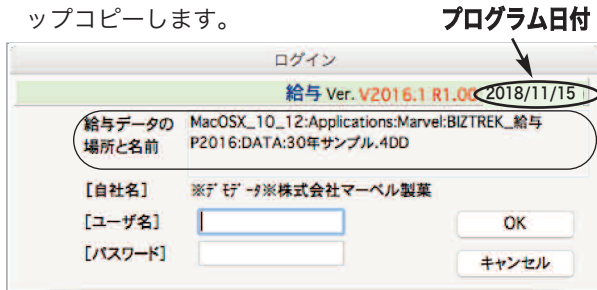 ップコピーします。
プログラム日付
ログイン
給与 Ver. V2016.1 R1.00 2018/11/15
給与データの MacOSX_10_12:Applications:Marvel:BIZTREK_給与
場所と名前 P2016:DATA:30年サンプル.4DD
[自社名] ※ﾃﾞﾓﾃﾞｰﾀ※株式会社マーベル製菓
[ユーザ名]
OK
[パスワード]
キャンセル